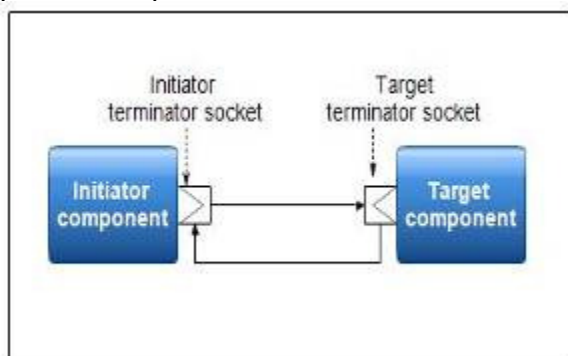 Initiator
terminator socket
Target
terminator socket
Initiator
component
Target
component